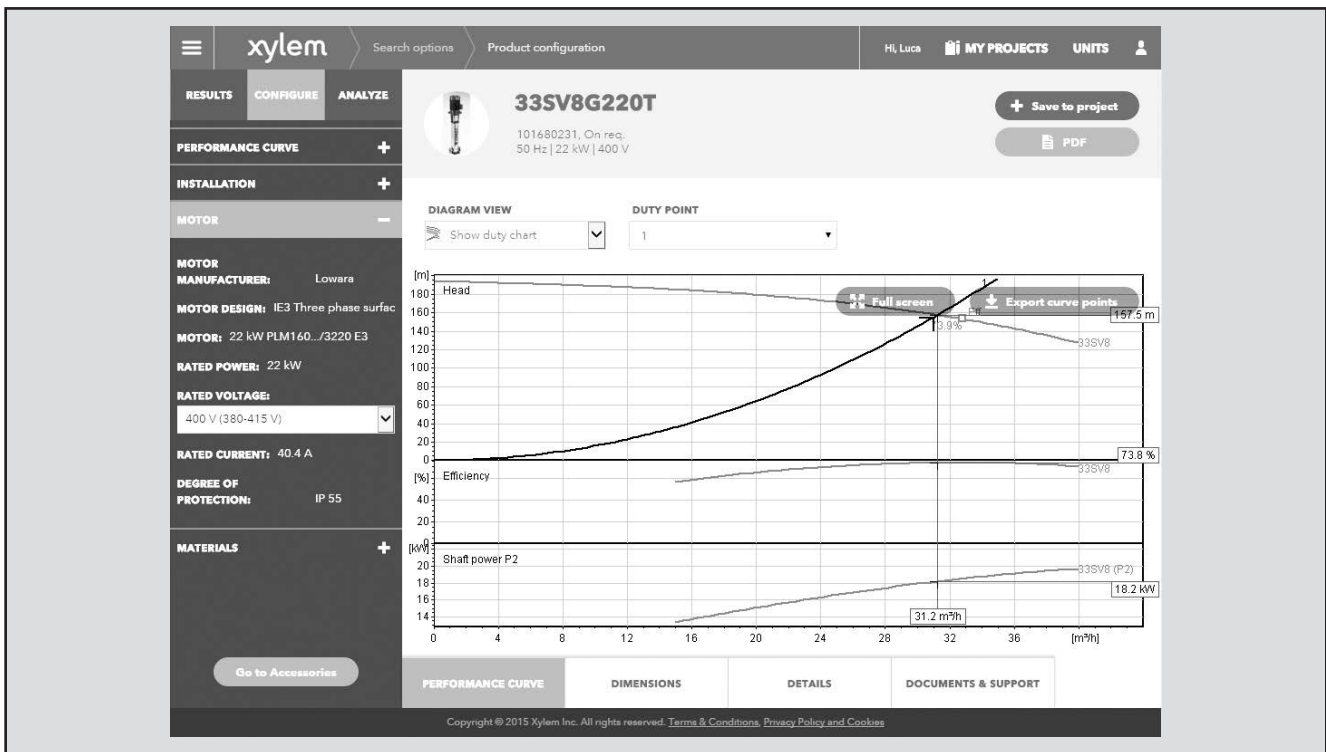 xylem
Search options
Product configuration
Hi, Luca
MY PROJECTS
UNITS
RESULTS
CONFIGURE
ANALYZE
PERFORMANCE CURVE
INSTALLATION
MOTOR
MOTOR
MANUFACTURER: Lowara
MOTOR DESIGN: IE3 Three phase surfac
MOTOR: 22 kW PLM160.../3220 E3
RATED POWER: 22 kW
RATED VOLTAGE:
400 V (380-415 V)
RATED CURRENT: 40.4 A
DEGREE OF
PROTECTION: IP 55
MATERIALS
Go to Accessories
33SV8G220T
101680231, On req.
50 Hz | 22 kW | 400 V
Save to project
PDF
DIAGRAM VIEW
Show duty chart
DUTY POINT
1
[m]
Head
180
160
140
120
100
80
60
40
20
0
1
Full screen
Export curve points
157.5 m
3.9%
33SV8
73.8 %
[%]
Efficiency
33SV8
40
20
0
[kW]
Shaft power P2
20
18
16
14
33SV8 (P2)
18.2 kW
31.2 m³/h
0 4 8 12 16 20 24 28 32 36 [m³/h]
PERFORMANCE CURVE
DIMENSIONS
DETAILS
DOCUMENTS & SUPPORT
Copyright © 2015 Xylem Inc. All rights reserved. Terms & Conditions, Privacy Policy and Cookies